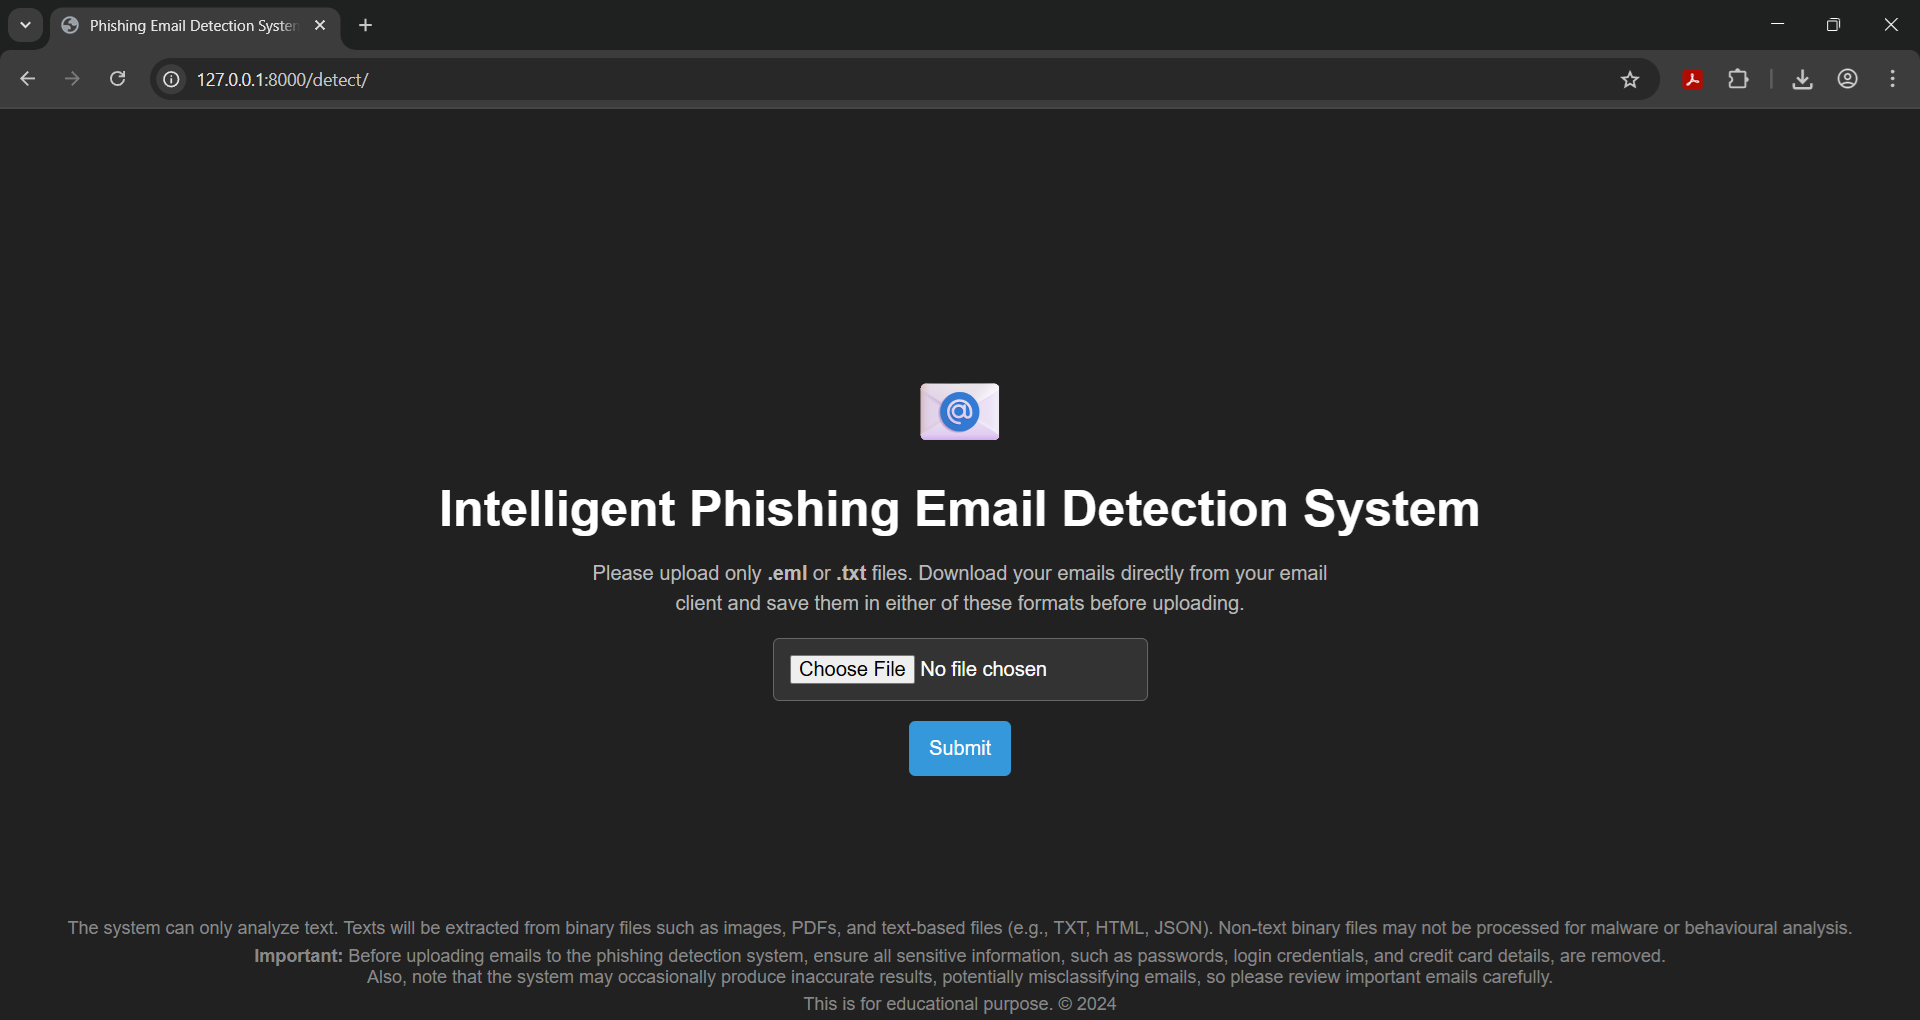 Phishing Email Detection System
127.0.0.1:8000/detect/
@
Intelligent Phishing Email Detection System
Please upload only .eml or .txt files. Download your emails directly from your email
client and save them in either of these formats before uploading.
Choose File No file chosen
Submit
The system can only analyze text. Texts will be extracted from binary files such as images, PDFs, and text-based files (e.g., TXT, HTML, JSON). Non-text binary files may not be processed for malware or behavioural analysis.
Important: Before uploading emails to the phishing detection system, ensure all sensitive information, such as passwords, login credentials, and credit card details, are removed.
Also, note that the system may occasionally produce inaccurate results, potentially misclassifying emails, so please review important emails carefully.
This is for educational purpose. © 2024